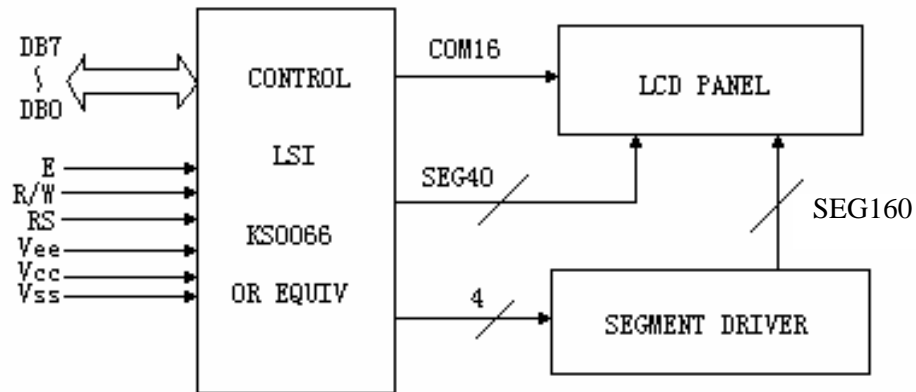 DB7
~
DB0
E
R/W
RS
Vee
Vcc
Vss
CONTROL
LSI
KS0066
OR EQUIV
COM16
SEG40
4
LCD PANEL
SEG160
SEGMENT DRIVER